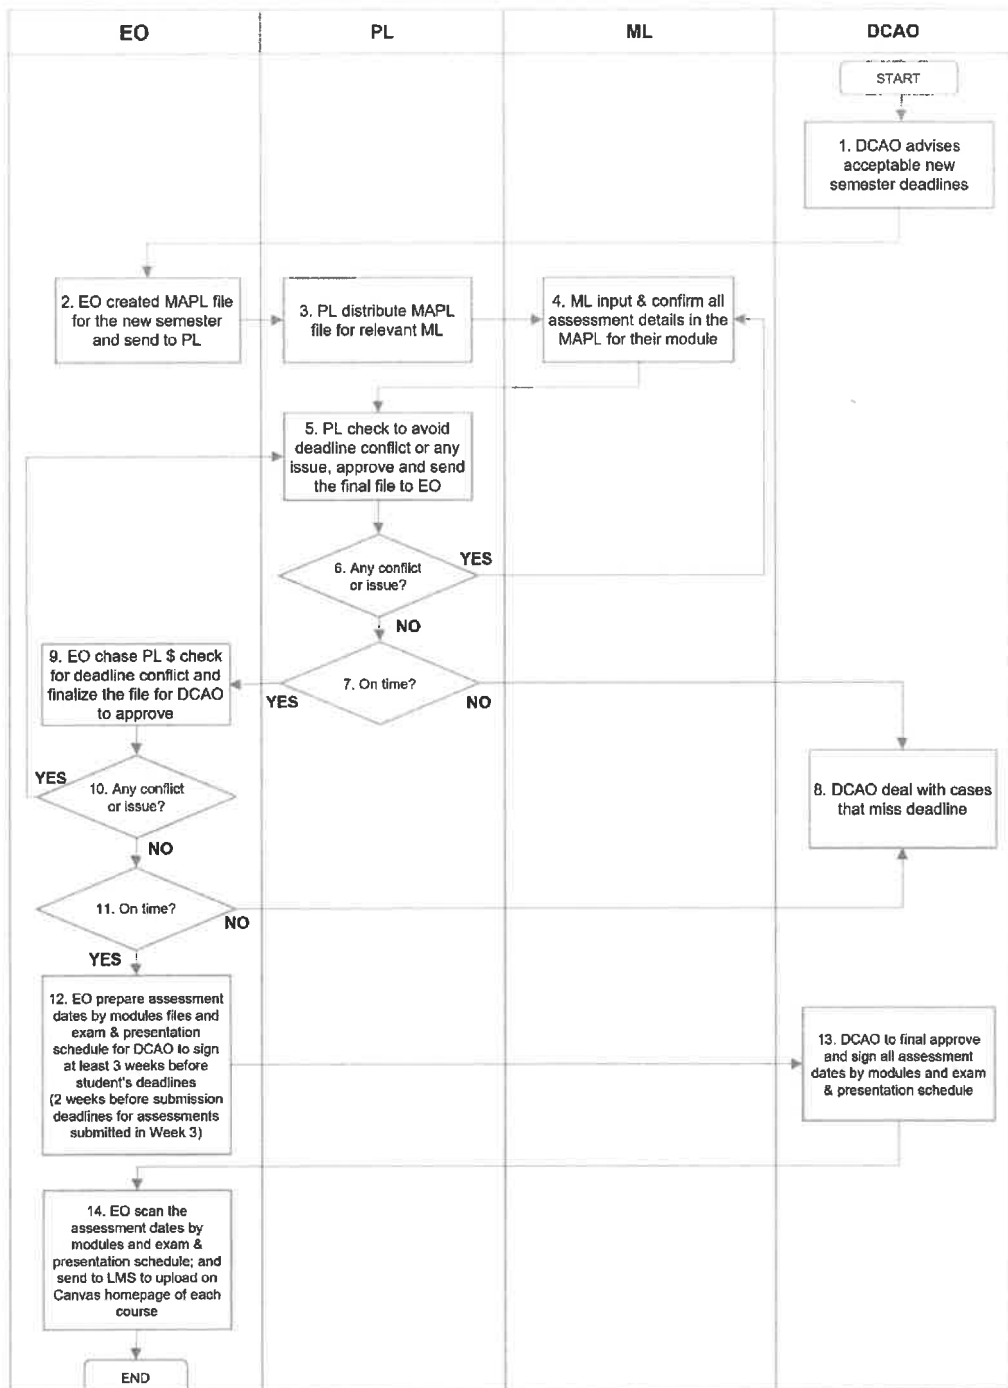 EO
PL
ML
DCAO
START
1. DCAO advises
acceptable new
semester deadlines
2. EO created MAPL file
for the new semester
and send to PL
3. PL distribute MAPL
file for relevant ML
4. ML input & confirm all
assessment details in the
MAPL for their module
5. PL check to avoid
deadline conflict or any
issue, approve and send
the final file to EO
6. Any conflict
or issue?
YES
NO
7. On time?
YES
NO
8. DCAO deal with cases
that miss deadline
9. EO chase PL $ check
for deadline conflict and
finalize the file for DCAO
to approve
10. Any conflict
or issue?
YES
NO
11. On time?
NO
YES
12. EO prepare assessment
dates by modules files and
exam & presentation
schedule for DCAO to sign
at least 3 weeks before
student's deadlines
(2 weeks before submission
deadlines for assessments
submitted in Week 3)
13. DCAO to final approve
and sign all assessment
dates by modules and exam
& presentation schedule
14. EO scan the
assessment dates by
modules and exam &
presentation schedule; and
send to LMS to upload on
Canvas homepage of each
course
END